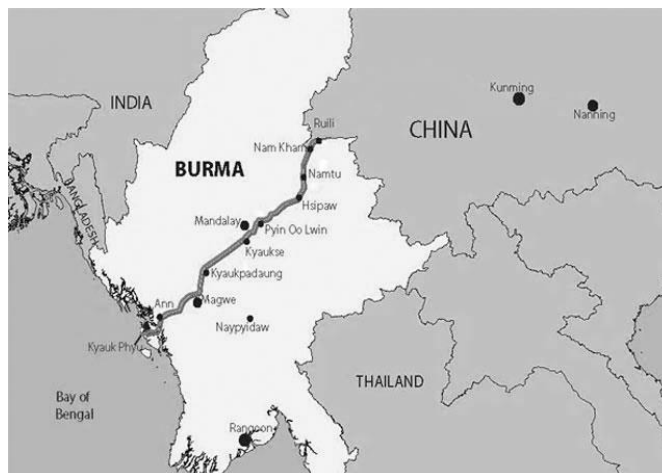 INDIA
Kunming
Nanning
CHINA
Ruili
Nam Kham
BURMA
Namtu
BANGLADESH
Hsipaw
Mandalay
Pyin Oo Lwin
Kyaukse
Kyaukpadaung
Ann
Magwe
Naypyidaw
Kyauk Phyu
THAILAND
Bay of
Bengal
Rangoon